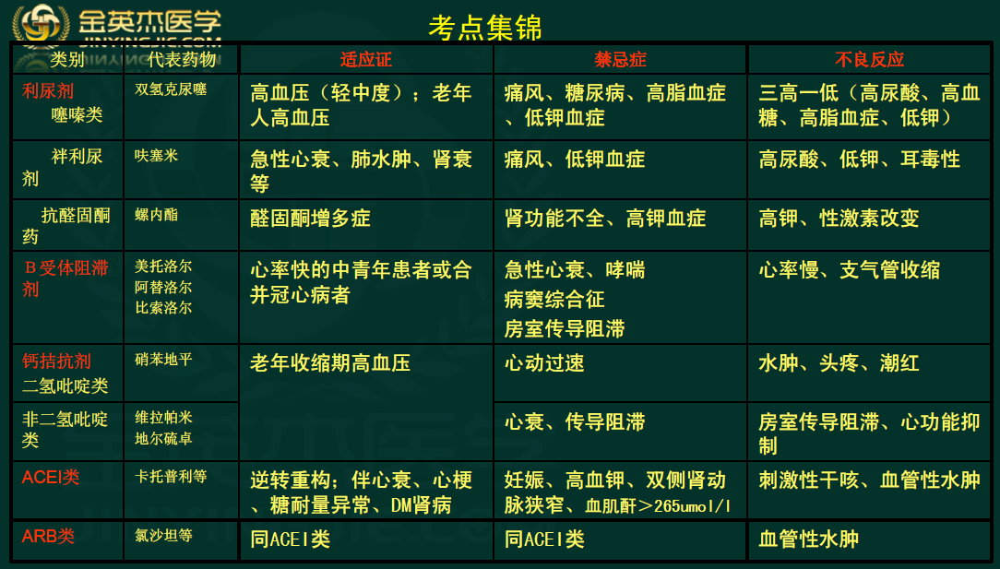 金英杰医学
JINYINGJIE.COM
考点集锦
类别 代表药物 适应证 禁忌症 不良反应
利尿剂
噻嗪类
双氢克尿噻
高血压（轻中度）；老年
人高血压
痛风、糖尿病、高脂血症
、低钾血症
三高一低（高尿酸、高血
糖、高脂血症、低钾）
袢利尿
剂
呋塞米
急性心衰、肺水肿、肾衰
等
痛风、低钾血症
高尿酸、低钾、耳毒性
抗醛固酮
药
螺内酯
醛固酮增多症
肾功能不全、高钾血症
高钾、性激素改变
B受体阻滞
剂
美托洛尔
阿替洛尔
比索洛尔
心率快的中青年患者或合
并冠心病者
急性心衰、哮喘
病窦综合征
房室传导阻滞
心率慢、支气管收缩
钙拮抗剂
二氢吡啶类
硝苯地平
老年收缩期高血压
心动过速
水肿、头疼、潮红
非二氢吡啶
类
维拉帕米
地尔硫卓
心衰、传导阻滞
房室传导阻滞、心功能抑
制
ACEI类
卡托普利等
逆转重构；伴心衰、心梗
、糖耐量异常、DM肾病
妊娠、高血钾、双侧肾动
脉狭窄、血肌酐＞265umol/l
刺激性干咳、血管性水肿
ARB类
氯沙坦等
同ACEI类
同ACEI类
血管性水肿